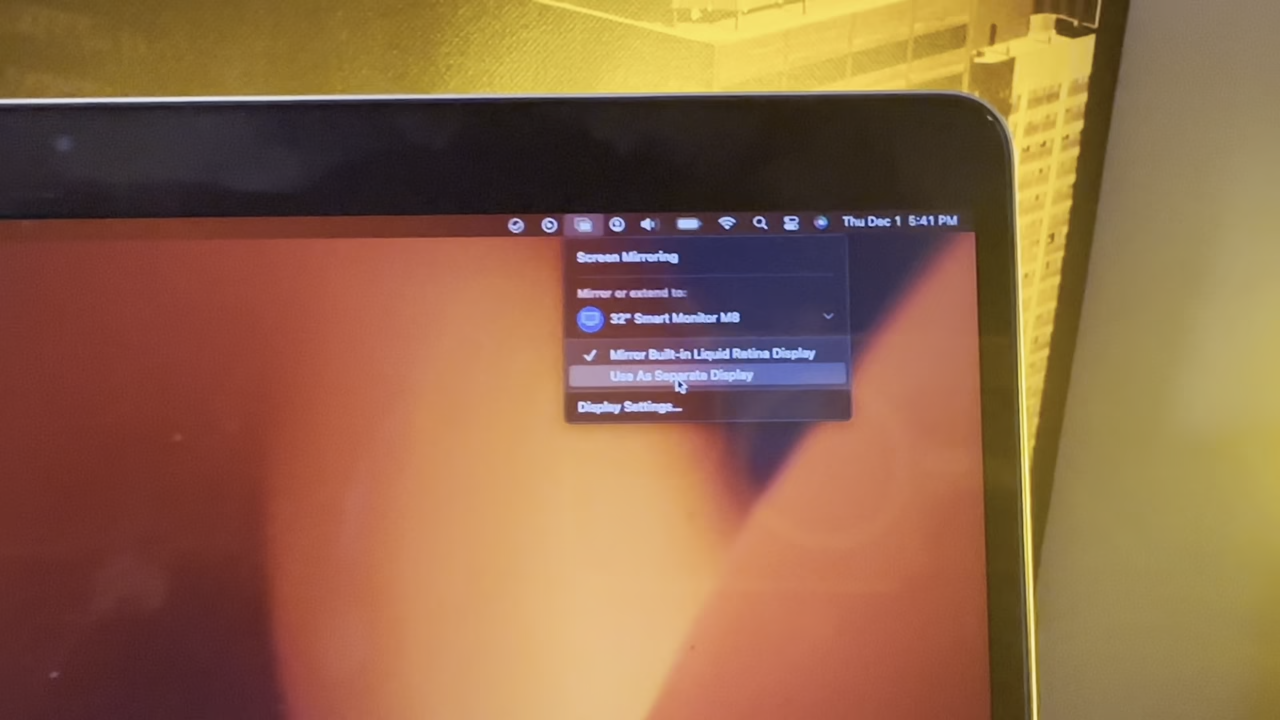 Thu Dec 1 5:41 PM
Screen Mirroring
Mirror or extend to:
32" Smart Monitor M8
Mirror Built-in Liquid Retina Display
Use As Separate Display
Display Settings...